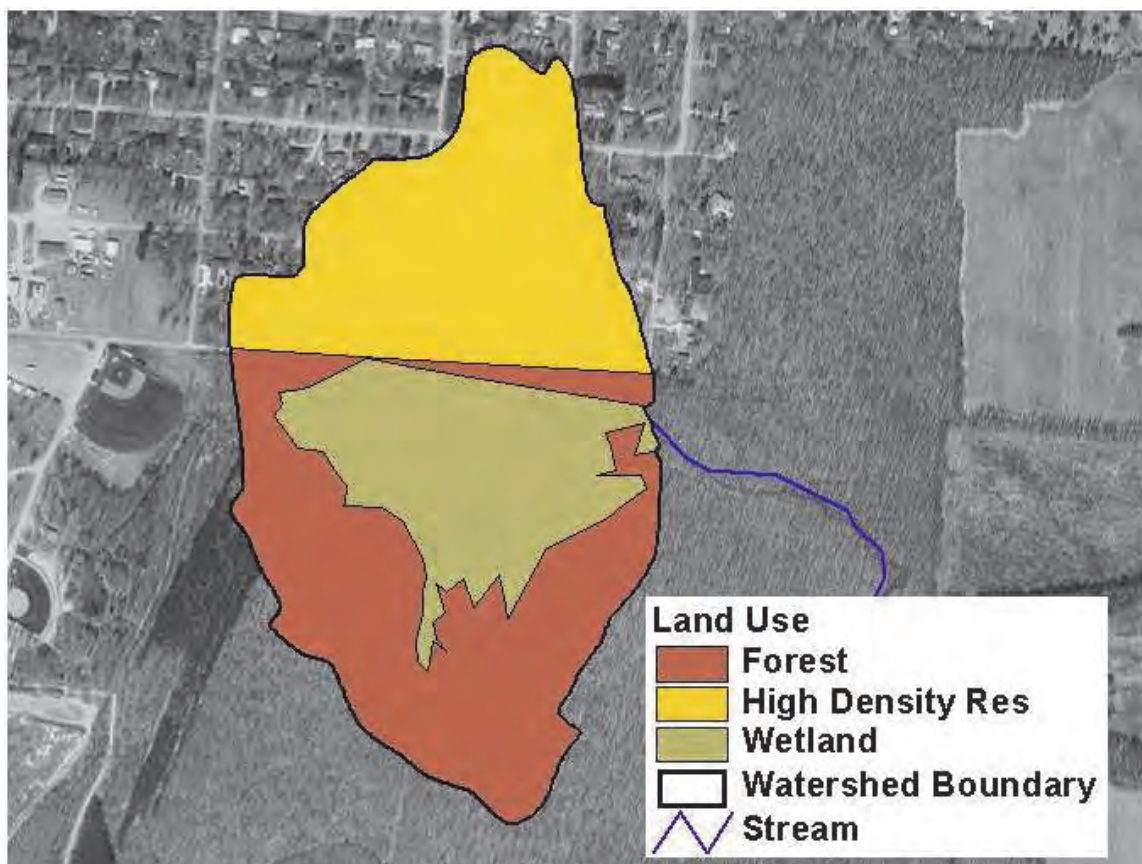 Land Use
Forest
High Density Res
Wetland
Watershed Boundary
Stream